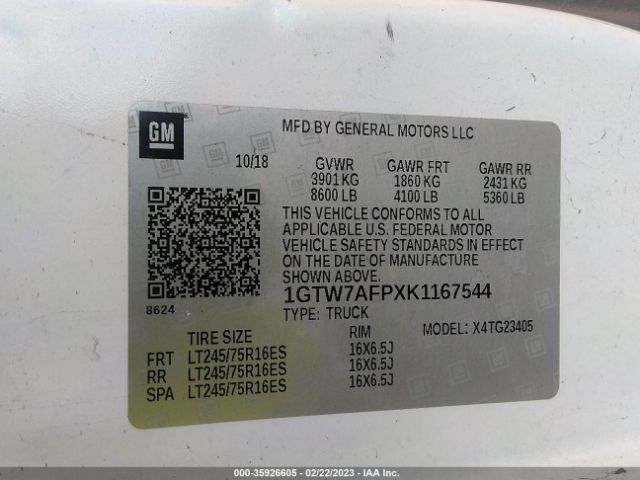 GM
MFD BY GENERAL MOTORS LLC
10/18 GVWR GAWR FRT GAWR RR
3901 KG 1860 KG 2431 KG
8600 LB 4100 LB 5360 LB
THIS VEHICLE CONFORMS TO ALL
APPLICABLE U.S. FEDERAL MOTOR
VEHICLE SAFETY STANDARDS IN EFFECT
ON THE DATE OF MANUFACTURE
SHOWN ABOVE.
1GTW7AFPXK1167544
8624
TYPE: TRUCK MODEL: X4TG23405
TIRE SIZE RIM
FRT LT245/75R16ES 16X6.5J
RR LT245/75R16ES 16X6.5J
SPA LT245/75R16ES 16X6.5J
000-35926605 - 02/22/2023 - IAA Inc.